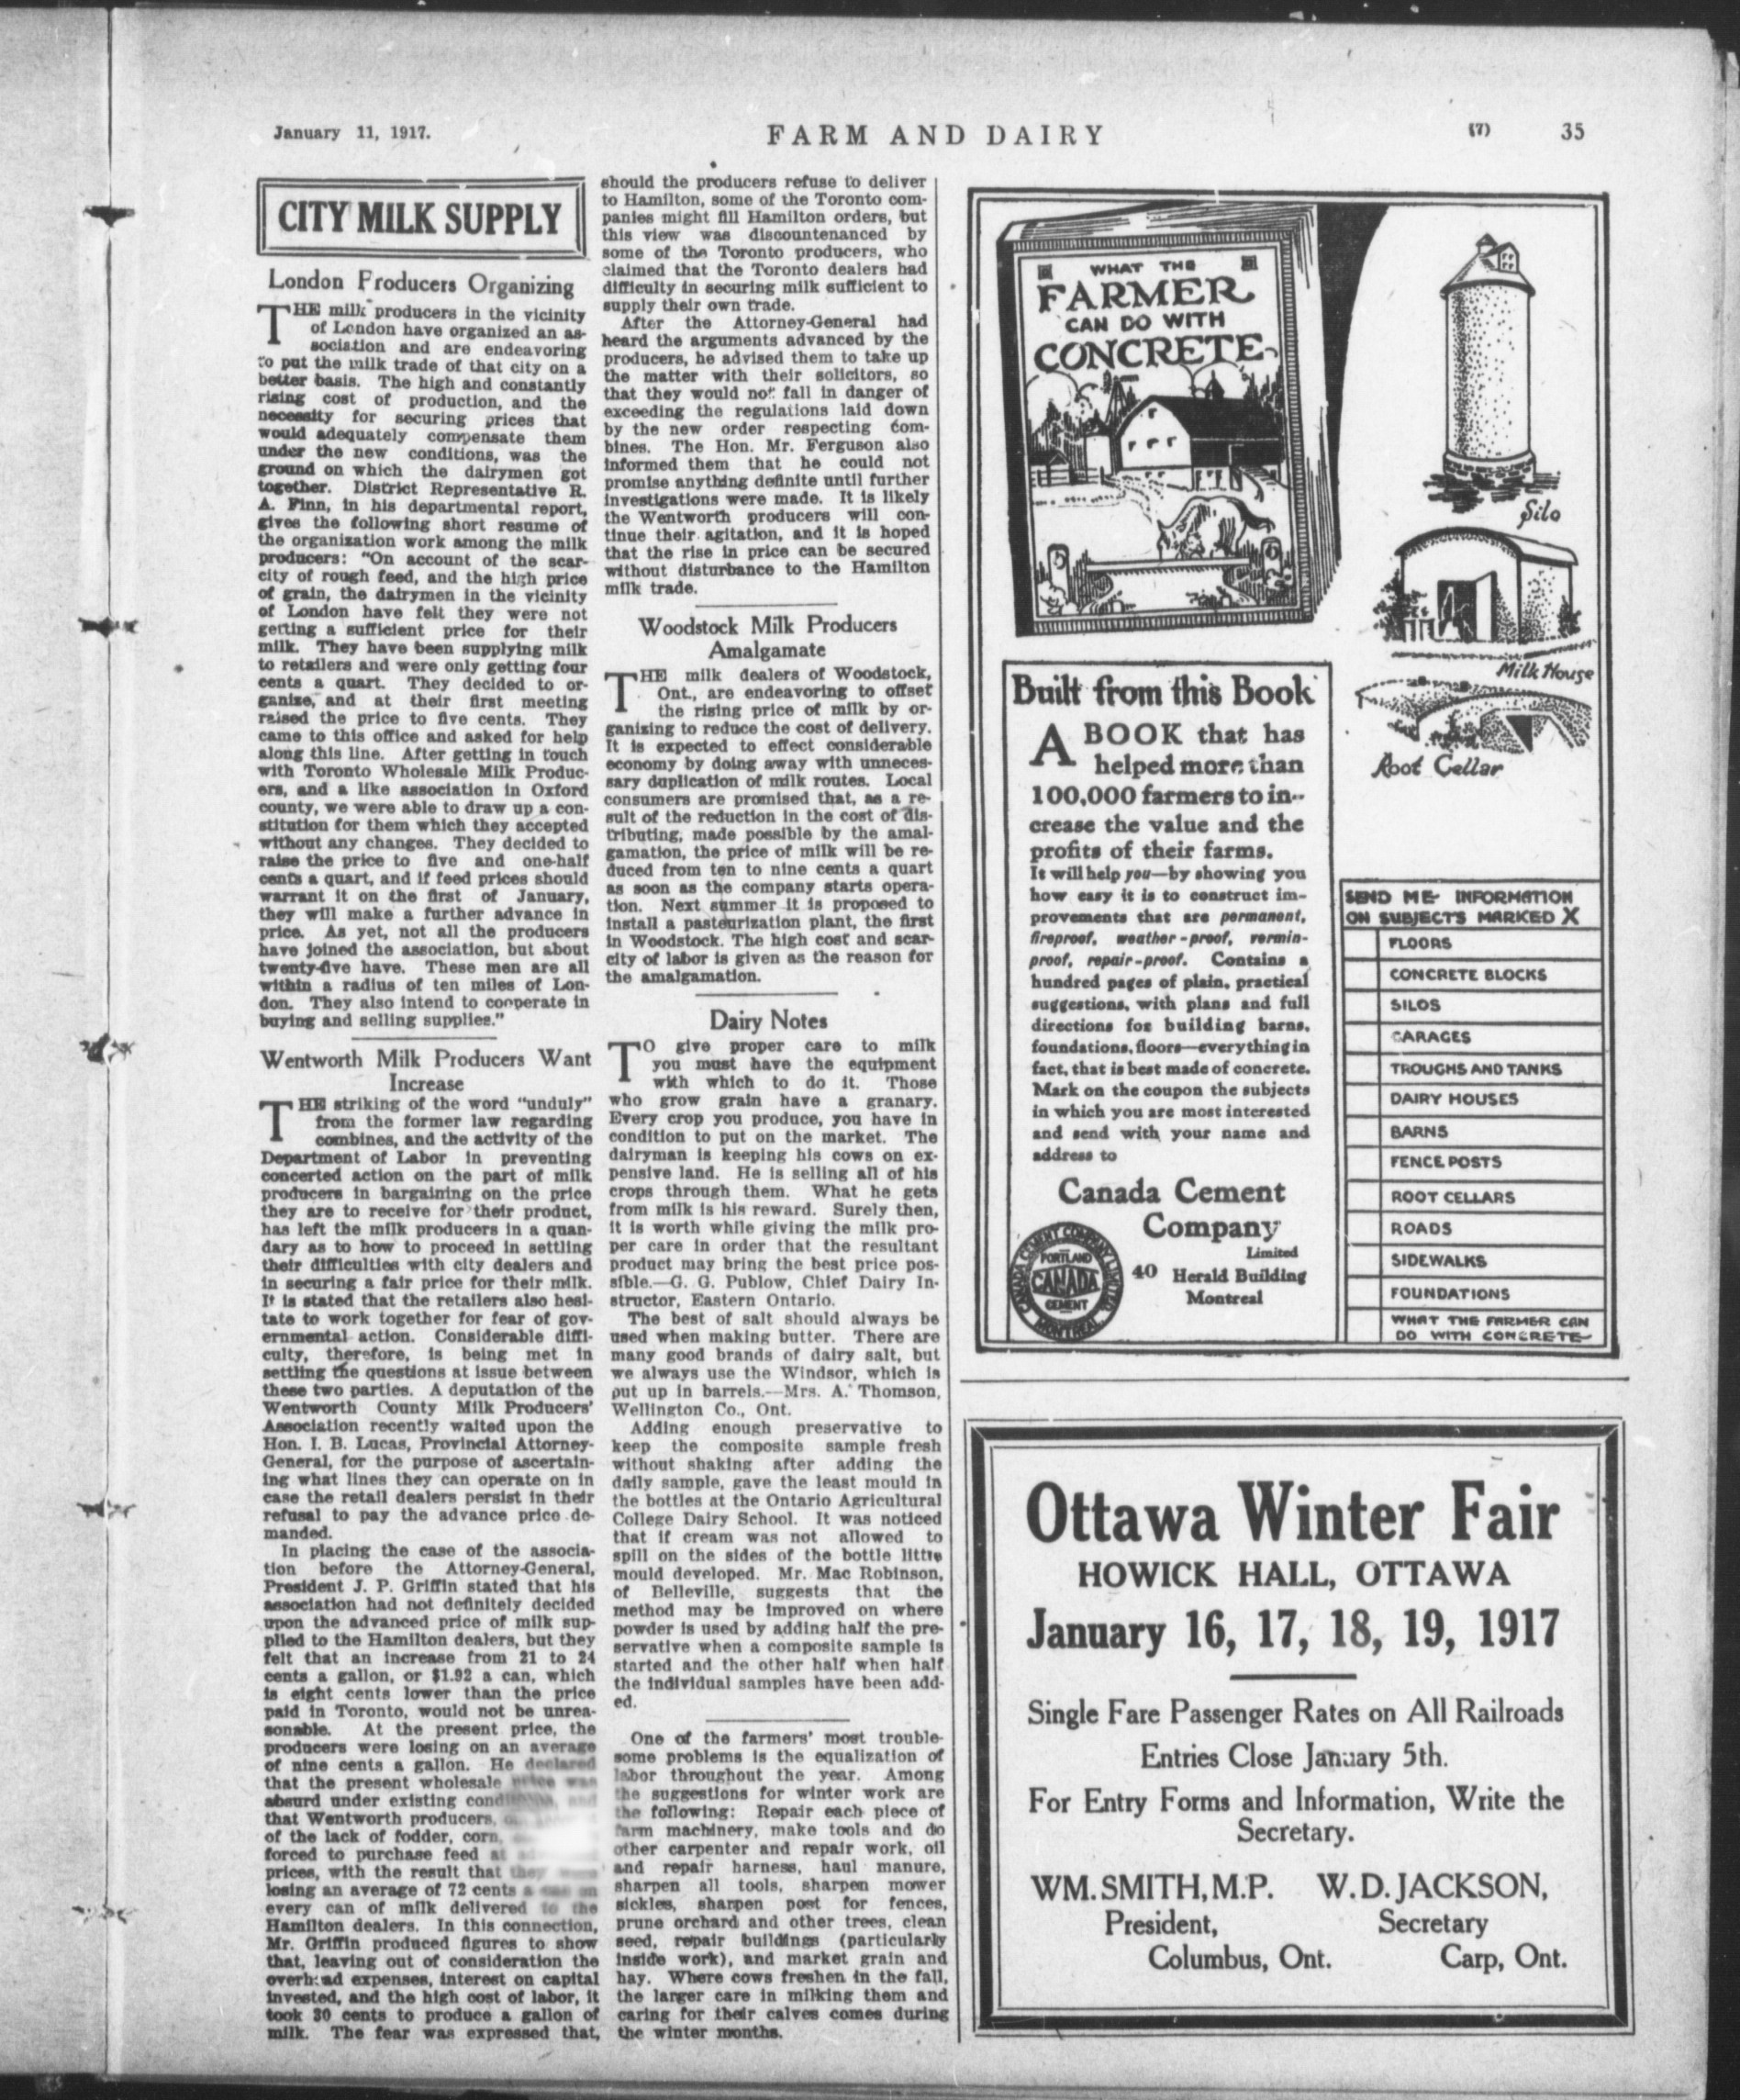 January 11, 1917.
FARM AND DAIRY
(7) 35
CITY MILK SUPPLY
London Producers Organizing
THE milk producers in the vicinity
of London have organized an as-
sociation and are endeavoring
to put the milk trade of that city on a
better basis. The high and constantly
rising cost of production, and the
necessity for securing prices that
would adequately compensate them
under the new conditions, was the
ground on which the dairymen got
together. District Representative R.
A. Finn, in his departmental report,
gives the following short resume of
the organization work among the milk
producers: "On account of the scar-
city of rough feed, and the high price
of grain, the dairymen in the vicinity
of London have felt they were not
getting a sufficient price for their
milk. They have been supplying milk
to retailers and were only getting four
cents a quart. They decided to or-
ganize, and at their first meeting
raised the price to five cents. They
came to this office and asked for help
along this line. After getting in touch
with Toronto Wholesale Milk Produc-
ers, and a like association in Oxford
county, we were able to draw up a con-
stitution for them which they accepted
without any changes. They decided to
raise the price to five and one-half
cents a quart, and if feed prices should
warrant it on the first of January,
they will make a further advance in
price. As yet, not all the producers
have joined the association, but about
twenty-five have. These men are all
within a radius of ten miles of Lon-
don. They also intend to cooperate in
buying and selling supplies."
Wentworth Milk Producers Want
Increase
THE striking of the word "unduly"
from the former law regarding
combines, and the activity of the
Department of Labor in preventing
concerted action on the part of milk
producers in bargaining on the price
they are to receive for their product,
has left the milk producers in a quan-
dary as to how to proceed in settling
their difficulties with city dealers and
in securing a fair price for their milk.
It is stated that the retailers also hesi-
tate to work together for fear of gov-
ernmental action. Considerable diffi-
culty, therefore, is being met in
settling the questions at issue between
these two parties. A deputation of the
Wentworth County Milk Producers'
Association recently waited upon the
Hon. I. B. Lucas, Provincial Attorney-
General, for the purpose of ascertain-
ing what lines they can operate on in
case the retail dealers persist in their
refusal to pay the advance price de-
manded.
In placing the case of the associa-
tion before the Attorney-General,
President J. P. Griffin stated that his
association had not definitely decided
upon the advanced price of milk sup-
plied to the Hamilton dealers, but they
felt that an increase from 21 to 24
cents a gallon, or $1.92 a can, which
is eight cents lower than the price
paid in Toronto, would not be unrea-
sonable. At the present price, the
producers were losing on an average
of nine cents a gallon. He declared
that the present wholesale price was
absurd under existing conditions, and
that Wentworth producers,
of the lack of fodder, corn,
forced to purchase feed at
prices, with the result that they were
losing an average of 72 cents a can on
every can of milk delivered to the
Hamilton dealers. In this connection,
Mr. Griffin produced figures to show
that, leaving out of consideration the
overhead expenses, interest on capital
invested, and the high cost of labor, it
took 30 cents to produce a gallon of
milk. The fear was expressed that,
should the producers refuse to deliver
to Hamilton, some of the Toronto com-
panies might fill Hamilton orders, but
this view was discountenanced by
some of the Toronto producers, who
claimed that the Toronto dealers had
difficulty in securing milk sufficient to
supply their own trade.
After the Attorney-General had
heard the arguments advanced by the
producers, he advised them to take up
the matter with their solicitors, so
that they would not fall in danger of
exceeding the regulations laid down
by the new order respecting com-
bines. The Hon. Mr. Ferguson also
informed them that he could not
promise anything definite until further
investigations were made. It is likely
the Wentworth producers will con-
tinue their agitation, and it is hoped
that the rise in price can be secured
without disturbance to the Hamilton
milk trade.
Woodstock Milk Producers
Amalgamate
THE milk dealers of Woodstock,
Ont., are endeavoring to offset
the rising price of milk by or-
ganizing to reduce the cost of delivery.
It is expected to effect considerable
economy by doing away with unneces-
sary duplication of milk routes. Local
consumers are promised that, as a re-
sult of the reduction in the cost of dis-
tributing, made possible by the amal-
gamation, the price of milk will be re-
duced from ten to nine cents a quart
as soon as the company starts opera-
tion. Next summer it is proposed to
install a pasteurization plant, the first
in Woodstock. The high cost and scar-
city of labor is given as the reason for
the amalgamation.
Dairy Notes
TO give proper care to milk
you must have the equipment
with which to do it. Those
who grow grain have a granary.
Every crop you produce, you have in
condition to put on the market. The
dairyman is keeping his cows on ex-
pensive land. He is selling all of his
crops through them. What he gets
from milk is his reward. Surely then,
it is worth while giving the milk pro-
per care in order that the resultant
product may bring the best price pos-
sible.—G. G. Publow, Chief Dairy In-
structor, Eastern Ontario.
The best of salt should always be
used when making butter. There are
many good brands of dairy salt, but
we always use the Windsor, which is
put up in barrels.—Mrs. A. Thomson,
Wellington Co., Ont.
Adding enough preservative to
keep the composite sample fresh
without shaking after adding the
daily sample, gave the least mould in
the bottles at the Ontario Agricultural
College Dairy School. It was noticed
that if cream was not allowed to
spill on the sides of the bottle little
mould developed. Mr. Mac Robinson,
of Belleville, suggests that the
method may be improved on where
powder is used by adding half the pre-
servative when a composite sample is
started and the other half when half
the individual samples have been add-
ed.
One of the farmers' most trouble-
some problems is the equalization of
labor throughout the year. Among
the suggestions for winter work are
the following: Repair each piece of
farm machinery, make tools and do
other carpenter and repair work, oil
and repair harness, haul manure,
sharpen all tools, sharpen mower
sickles, sharpen post for fences,
prune orchard and other trees, clean
seed, repair buildings (particularly
inside work), and market grain and
hay. Where cows freshen in the fall,
the larger care in milking them and
caring for their calves comes during
the winter months.
WHAT THE
FARMER
CAN DO WITH
CONCRETE
Silo
Milk House
Root Cellar
Built from this Book
A BOOK that has
helped more than
100,000 farmers to in-
crease the value and the
profits of their farms.
It will help you—by showing you
how easy it is to construct im-
provements that are permanent,
fireproof, weather-proof, vermin-
proof, repair-proof. Contains a
hundred pages of plain, practical
suggestions, with plans and full
directions for building barns,
foundations, floors—everything in
fact, that is best made of concrete.
Mark on the coupon the subjects
in which you are most interested
and send with your name and
address to
Canada Cement
Company
Limited
40 Herald Building
Montreal
CANADA CEMENT COMPANY LIMITED
PORTLAND
CANADA
CEMENT
MONTREAL
SEND ME INFORMATION
ON SUBJECTS MARKED X
FLOORS
CONCRETE BLOCKS
SILOS
GARAGES
TROUGHS AND TANKS
DAIRY HOUSES
BARNS
FENCE POSTS
ROOT CELLARS
ROADS
SIDEWALKS
FOUNDATIONS
WHAT THE FARMER CAN
DO WITH CONCRETE
Ottawa Winter Fair
HOWICK HALL, OTTAWA
January 16, 17, 18, 19, 1917
Single Fare Passenger Rates on All Railroads
Entries Close January 5th.
For Entry Forms and Information, Write the
Secretary.
WM. SMITH, M.P. W. D. JACKSON,
President, Secretary
Columbus, Ont. Carp, Ont.